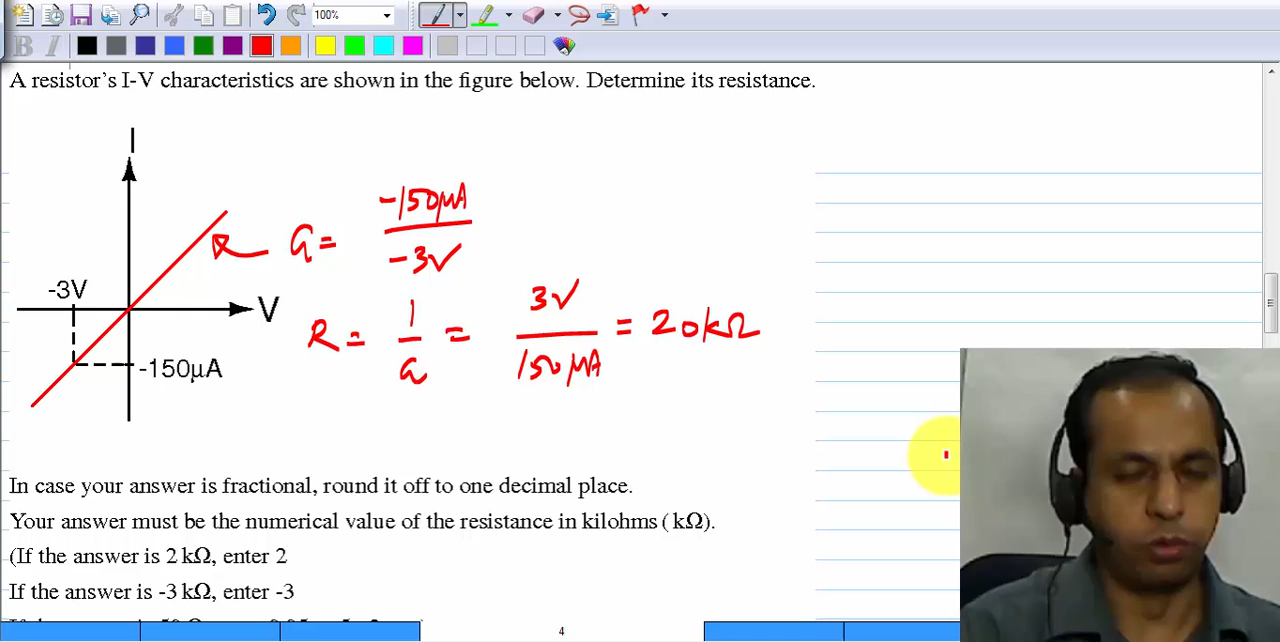 100%
B I
A resistor's I-V characteristics are shown in the figure below. Determine its resistance.
I
-150μA
G =
-3V
-3V
V
3V
R = 1/G = 3V/150μA = 20kΩ
-150μA
In case your answer is fractional, round it off to one decimal place.
Your answer must be the numerical value of the resistance in kilohms ( kΩ).
(If the answer is 2 kΩ, enter 2
If the answer is -3 kΩ, enter -3
4